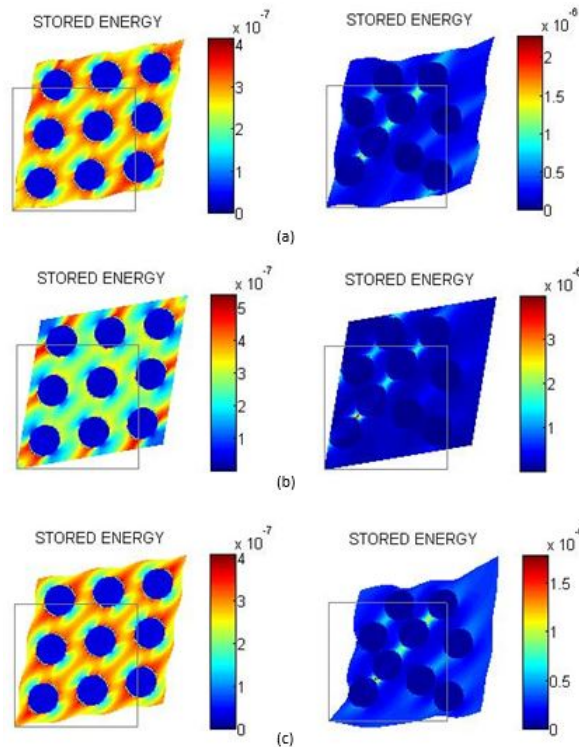 STORED ENERGY
x 10⁻⁷
4
3
2
1
0
STORED ENERGY
x 10⁻⁶
2
1.5
1
0.5
0
(a)
STORED ENERGY
x 10⁻⁷
5
4
3
2
1
STORED ENERGY
x 10⁻⁶
3
2
1
(b)
STORED ENERGY
x 10⁻⁷
4
3
2
1
0
STORED ENERGY
x 10
1.5
1
0.5
0
(c)